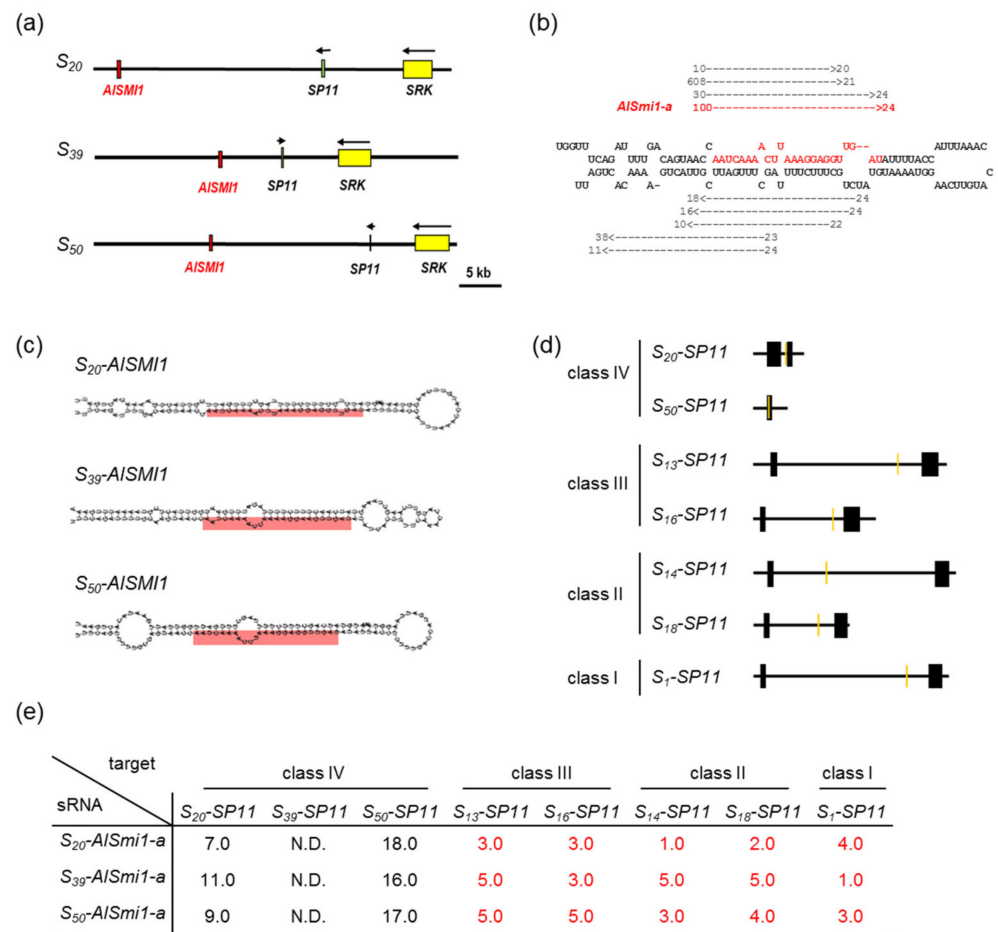 (a)
S20
AlSMI1
SP11
SRK
S39
AlSMI1
SP11
SRK
S50
AlSMI1
SP11
SRK
5 kb
(b)
10---------------->20
608----------------->21
30-------------------->24
AlSmi1-a 100--------------------->24
UGGUU AU GA C A U UG-- AUUUAAAC
UCAG UUU CAGUAAC AAUCAAA CU AAAGGAGGU AUAUUUUACC
AGUC AAA GUCAUUG UUAGUUU GA UUUCUUUCG UGUAAAAUGG C
UU ACA A- C C U UCUA AACUUGUA
18<------------------24
16<------------------24
10<----------------22
38<------------------23
11<-------------------24
(c)
S20-AlSMI1
S39-AlSMI1
S50-AlSMI1
(d)
class IV
S20-SP11
S50-SP11
class III
S13-SP11
S16-SP11
class II
S14-SP11
S18-SP11
class I
S1-SP11
(e)
target
sRNA
class IV class III class II class I
S20-SP11 S39-SP11 S50-SP11 S13-SP11 S16-SP11 S14-SP11 S18-SP11 S1-SP11
S20-AlSmi1-a 7.0 N.D. 18.0 3.0 3.0 1.0 2.0 4.0
S39-AlSmi1-a 11.0 N.D. 16.0 5.0 3.0 5.0 5.0 1.0
S50-AlSmi1-a 9.0 N.D. 17.0 5.0 5.0 3.0 4.0 3.0